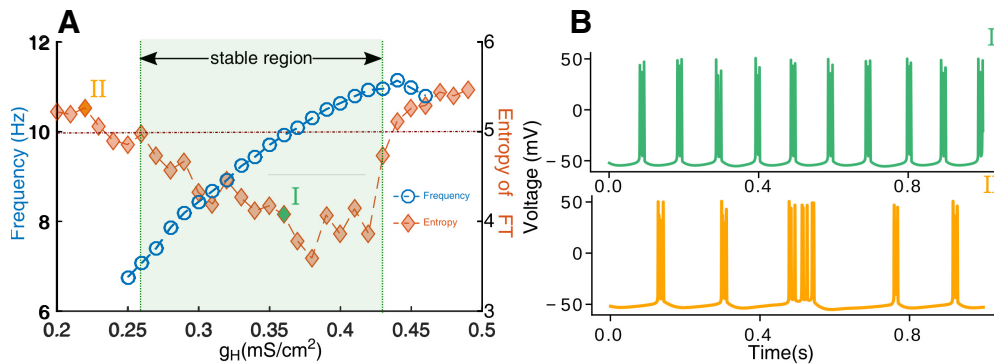 A
12
10
8
6
Frequency (Hz)
stable region
II
I
Frequency
Entropy
6
5
4
3
Entropy of FT
0.2
0.25
0.3
0.35
0.4
0.45
0.5
gH(mS/cm²)
B
I
50
0
−50
0.0
0.4
0.8
Voltage (mV)
50
0
−50
0.0
0.4
0.8
Time(s)